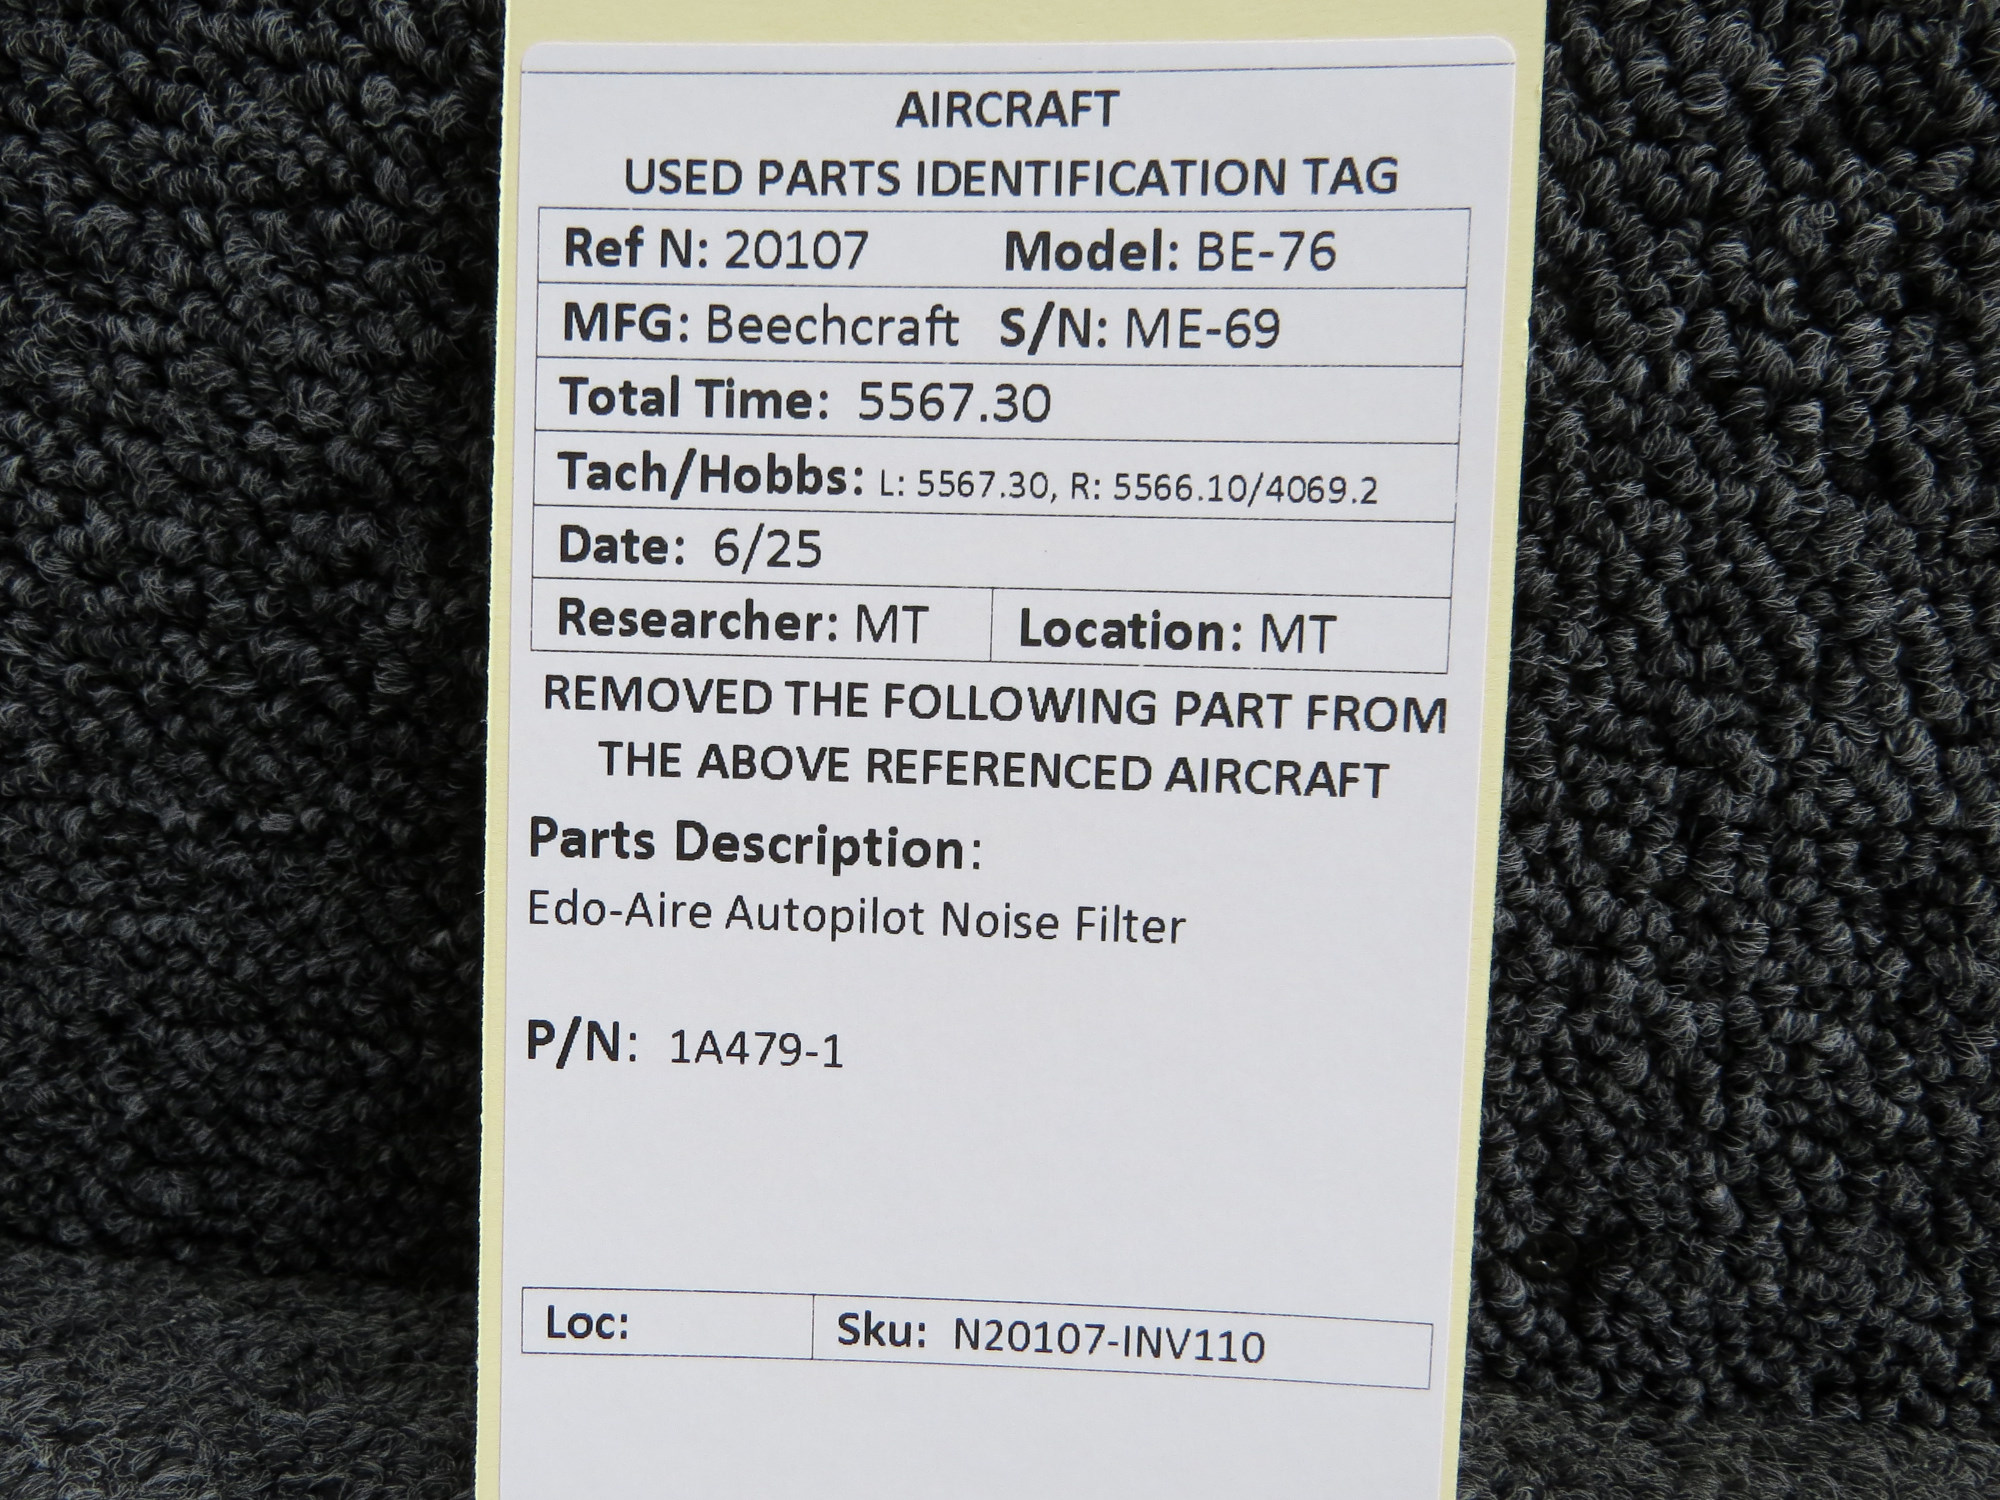 AIRCRAFT
USED PARTS IDENTIFICATION TAG
Ref N: 20107 Model: BE-76
MFG: Beechcraft S/N: ME-69
Total Time: 5567.30
Tach/Hobbs: L: 5567.30, R: 5566.10/4069.2
Date: 6/25
Researcher: MT Location: MT
REMOVED THE FOLLOWING PART FROM
THE ABOVE REFERENCED AIRCRAFT
Parts Description:
Edo-Aire Autopilot Noise Filter
P/N: 1A479-1
Loc: Sku: N20107-INV110